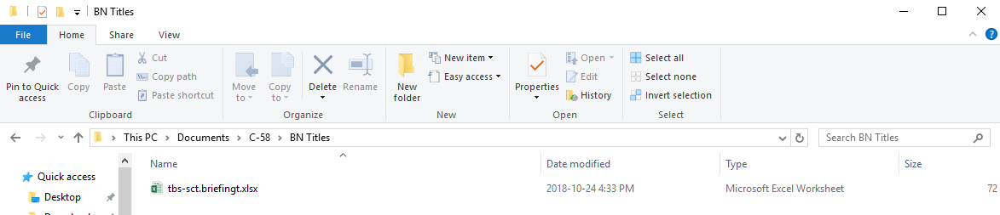 BN Titles
File Home Share View
Pin to Quick access
Copy
Paste
Cut
Copy path
Paste shortcut
Clipboard
Move to
Copy to
Delete
Rename
Organize
New folder
New item
Easy access
New
Properties
Open
Edit
History
Open
Select all
Select none
Invert selection
Select
This PC Documents C-58 BN Titles
Search BN Titles
Name Date modified Type Size
Quick access
tbs-sct.briefingt.xlsx 2018-10-24 4:33 PM Microsoft Excel Worksheet 72
Desktop